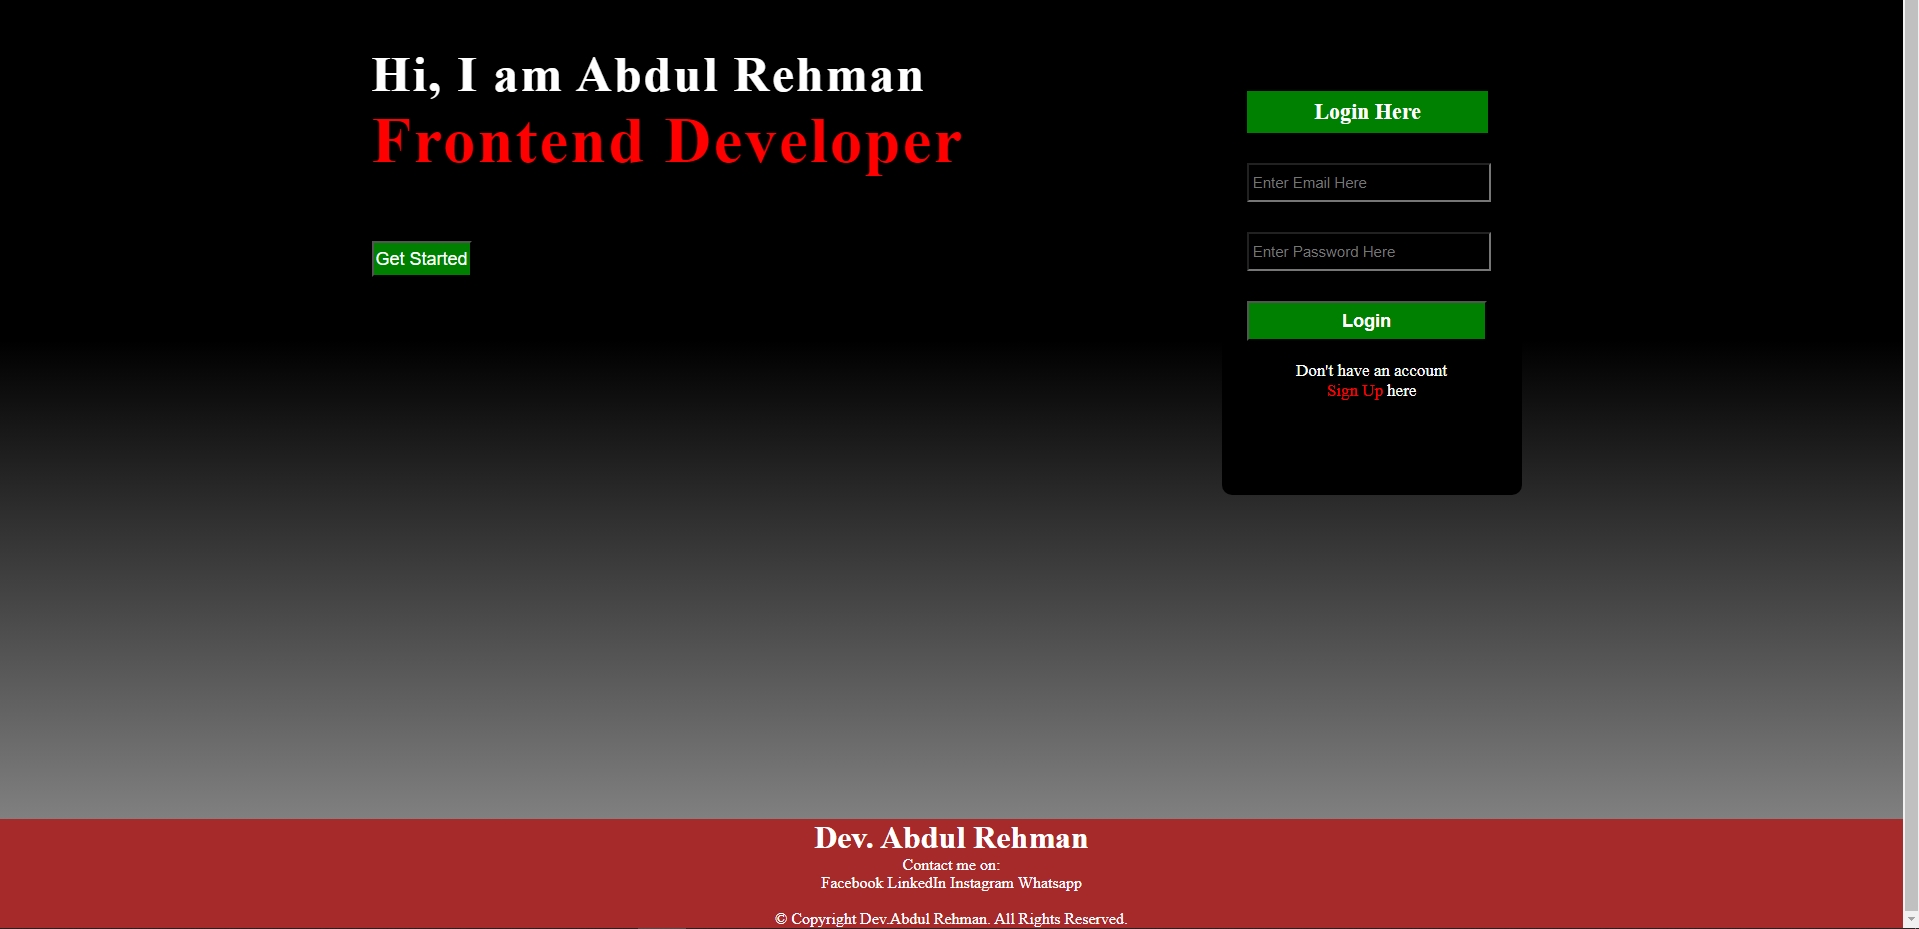 Hi, I am Abdul Rehman
Frontend Developer
Get Started
Login Here
Enter Email Here
Enter Password Here
Login
Don't have an account
Sign Up here
Dev. Abdul Rehman
Contact me on:
Facebook LinkedIn Instagram Whatsapp
© Copyright Dev.Abdul Rehman. All Rights Reserved.